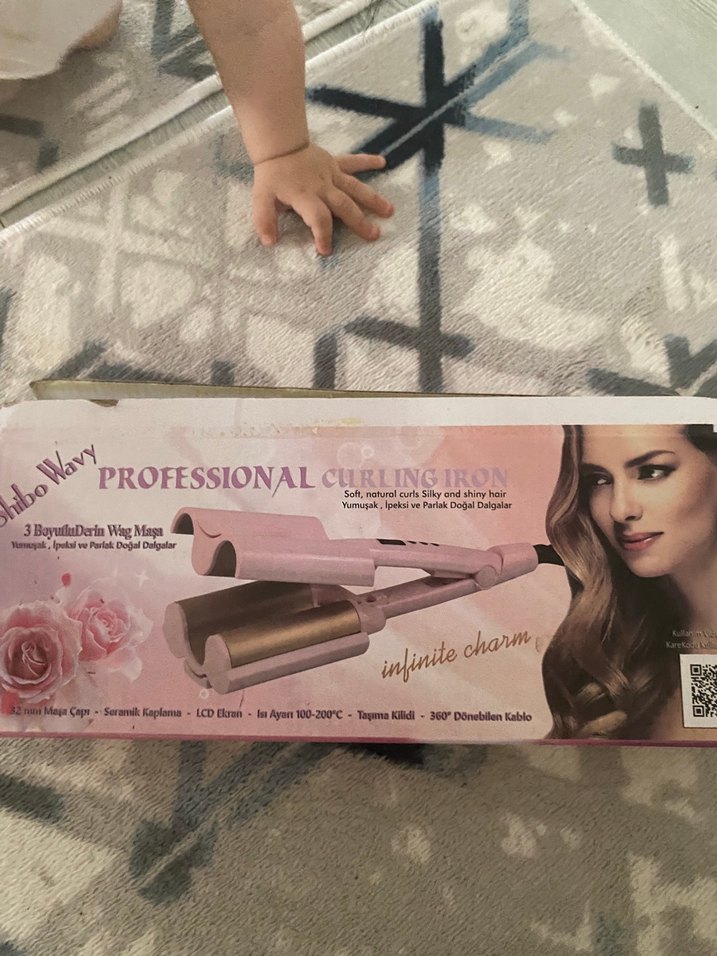 Shibo Wavy
PROFESSIONAL CURLING IRON
Soft, natural curls Silky and shiny hair
Yumuşak , İpeksi ve Parlak Doğal Dalgalar
3 BoyutluDerin Wag Maşa
Yumuşak , İpeksi ve Parlak Doğal Dalgalar
infinite charm
Kullanım
KareKodu
32 mm Maşa Çapı - Seramik Kaplama - LCD Ekran - Isı Ayarı 100-200°C - Taşıma Kilidi - 360° Dönebilen Kablo